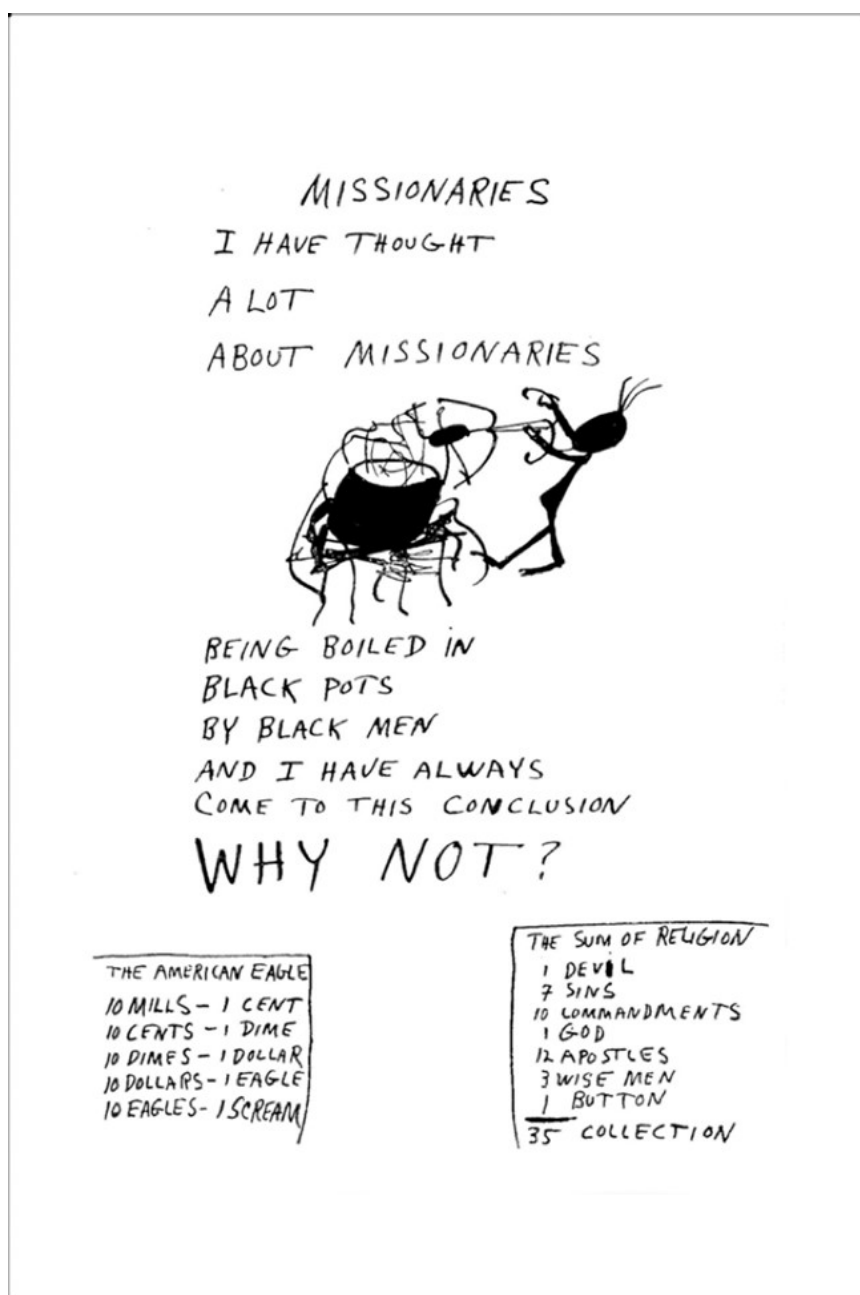 MISSIONARIES
I HAVE THOUGHT
A LOT
ABOUT MISSIONARIES
BEING BOILED IN
BLACK POTS
BY BLACK MEN
AND I HAVE ALWAYS
COME TO THIS CONCLUSION
WHY NOT?
THE AMERICAN EAGLE
10 MILLS - 1 CENT
10 CENTS - 1 DIME
10 DIMES - 1 DOLLAR
10 DOLLARS - 1 EAGLE
10 EAGLES - 1 SCREAM
THE SUM OF RELIGION
1 DEVIL
7 SINS
10 COMMANDMENTS
1 GOD
12 APOSTLES
3 WISE MEN
1 BUTTON
35 COLLECTION